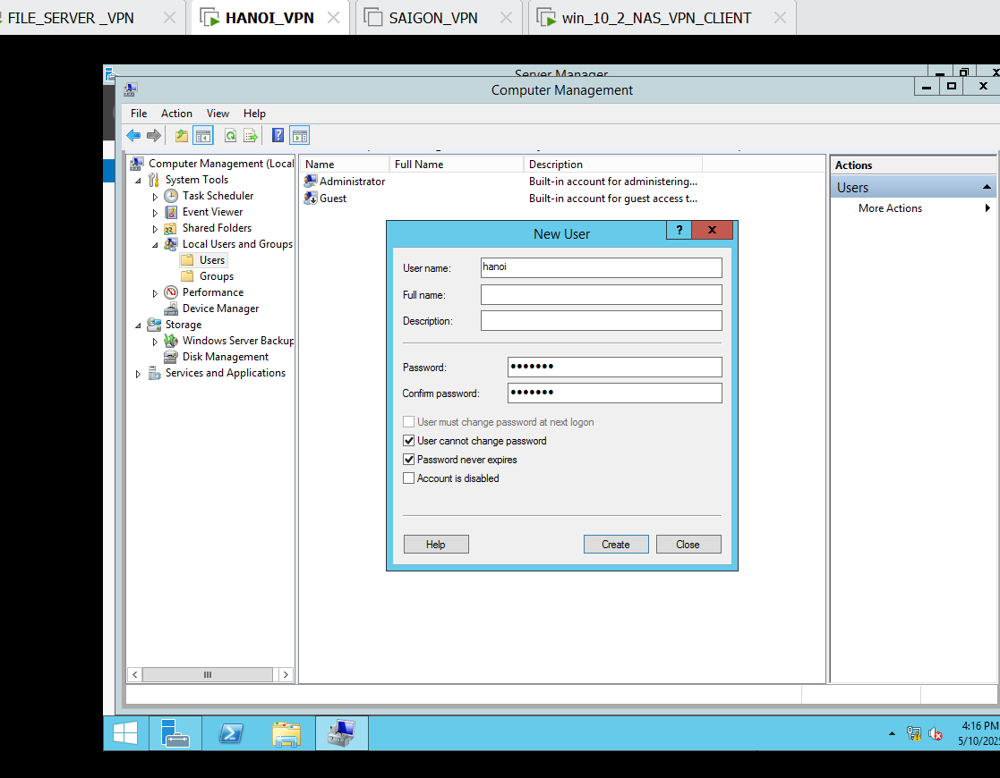 FILE_SERVER _VPN
HANOI_VPN
SAIGON_VPN
win_10_2_NAS_VPN_CLIENT
Server Manager
Computer Management
File Action View Help
Computer Management (Local
System Tools
Task Scheduler
Event Viewer
Shared Folders
Local Users and Groups
Users
Groups
Performance
Device Manager
Storage
Windows Server Backup
Disk Management
Services and Applications
Name Full Name Description
Administrator Built-in account for administering...
Guest Built-in account for guest access t...
Actions
Users
More Actions
New User
?
User name: hanoi
Full name:
Description:
Password: •••••••
Confirm password: •••••••
User must change password at next logon
User cannot change password
Password never expires
Account is disabled
Help Create Close
4:16 PM
5/10/202